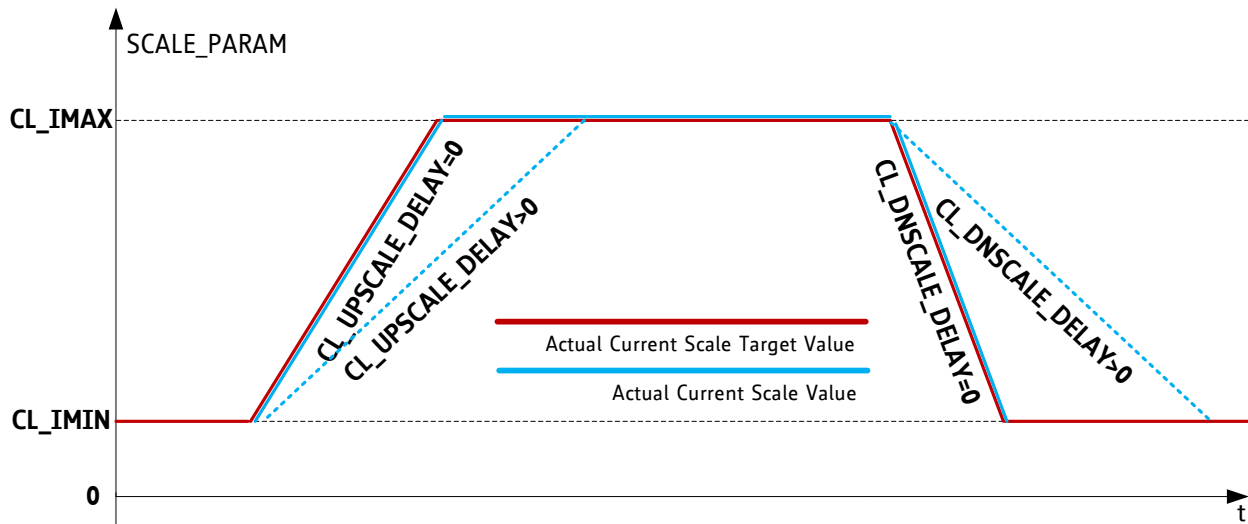 SCALE_PARAM
CL_IMAX
CL_UPSCALE_DELAY=0
CL_UPSCALE_DELAY>0
CL_DNSCALE_DELAY=0
CL_DNSCALE_DELAY>0
Actual Current Scale Target Value
Actual Current Scale Value
CL_IMIN
0
t